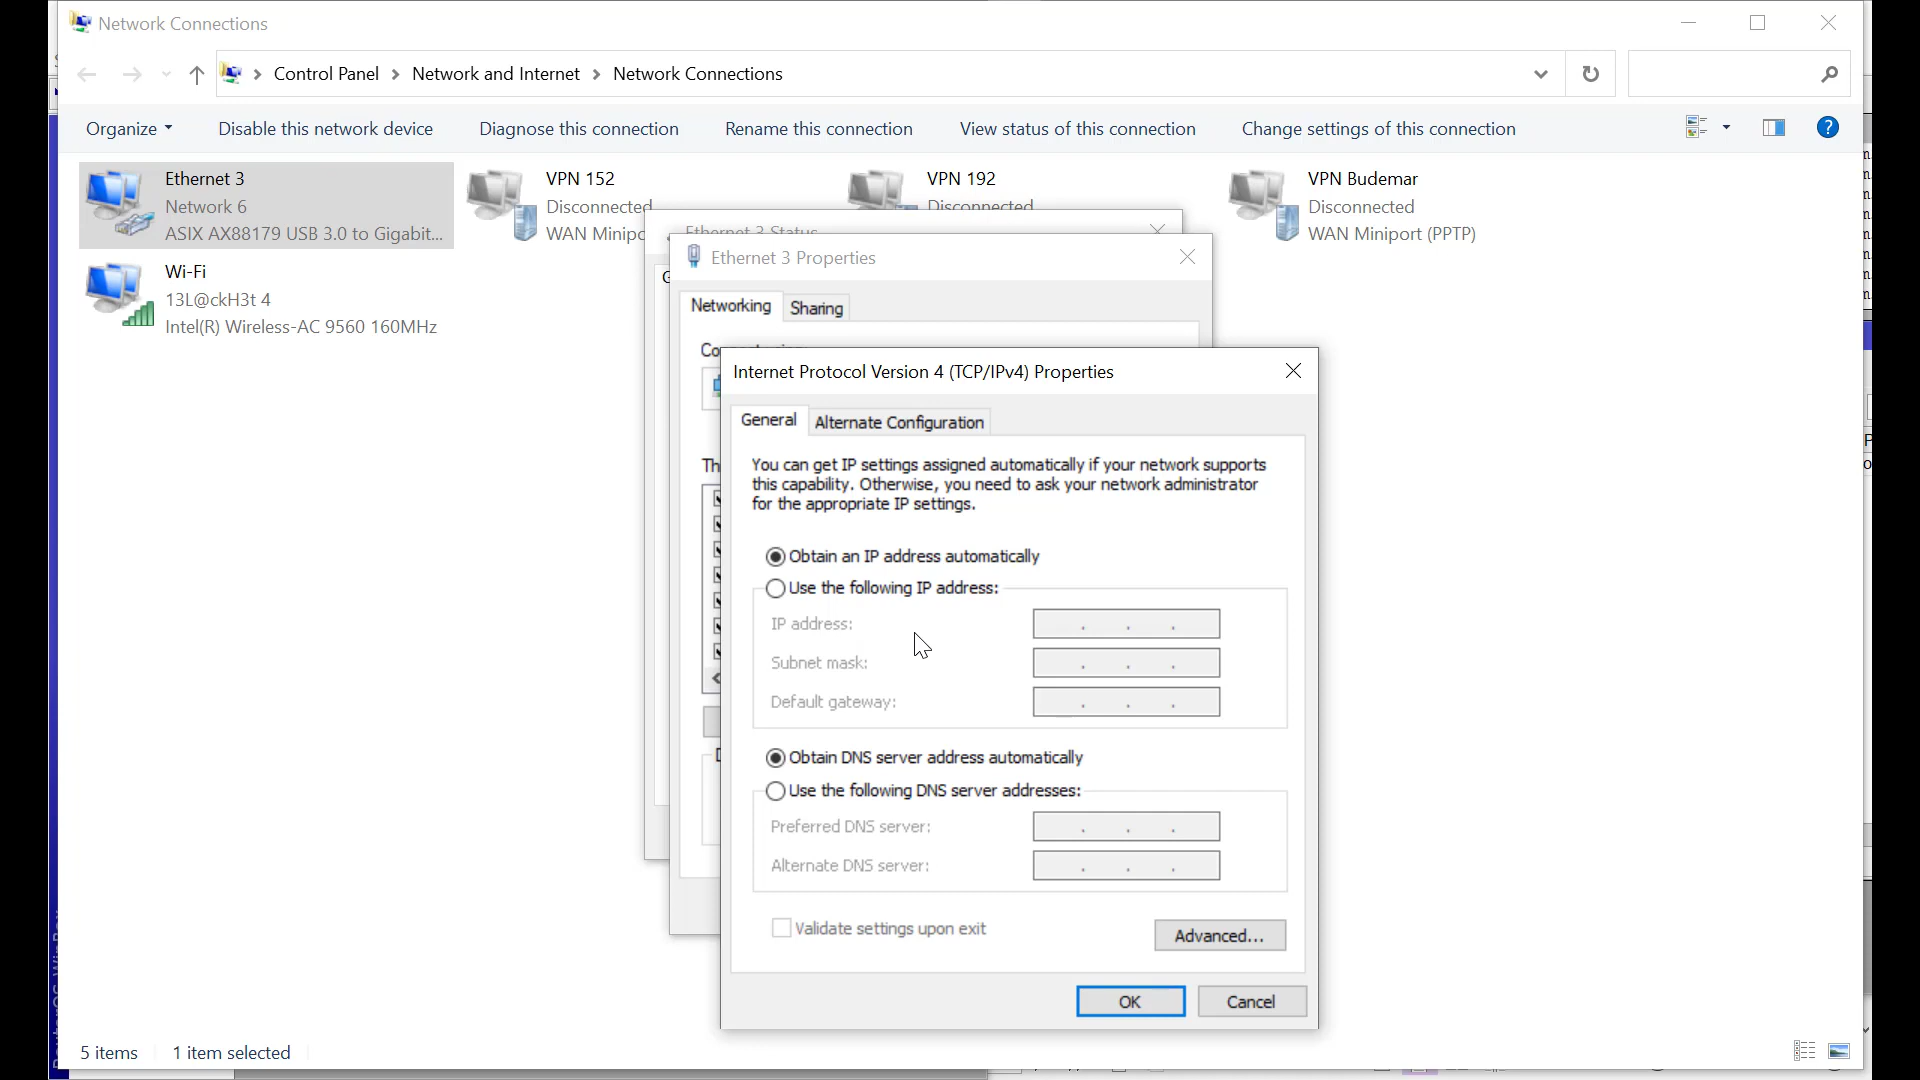 Network Connections
Control Panel > Network and Internet > Network Connections
Organize
Disable this network device
Diagnose this connection
Rename this connection
View status of this connection
Change settings of this connection
Ethernet 3
Network 6
ASIX AX88179 USB 3.0 to Gigabit...
VPN 152
Disconnected
WAN Minipo
VPN 192
Disconnected
VPN Budemar
Disconnected
WAN Miniport (PPTP)
Wi-Fi
13L@ckH3t 4
Intel(R) Wireless-AC 9560 160MHz
Ethernet 3 Status
Ethernet 3 Properties
Networking
Sharing
Internet Protocol Version 4 (TCP/IPv4) Properties
General
Alternate Configuration
You can get IP settings assigned automatically if your network supports
this capability. Otherwise, you need to ask your network administrator
for the appropriate IP settings.
Obtain an IP address automatically
Use the following IP address:
IP address:
Subnet mask:
Default gateway:
Obtain DNS server address automatically
Use the following DNS server addresses:
Preferred DNS server:
Alternate DNS server:
Validate settings upon exit
Advanced...
OK
Cancel
5 items
1 item selected